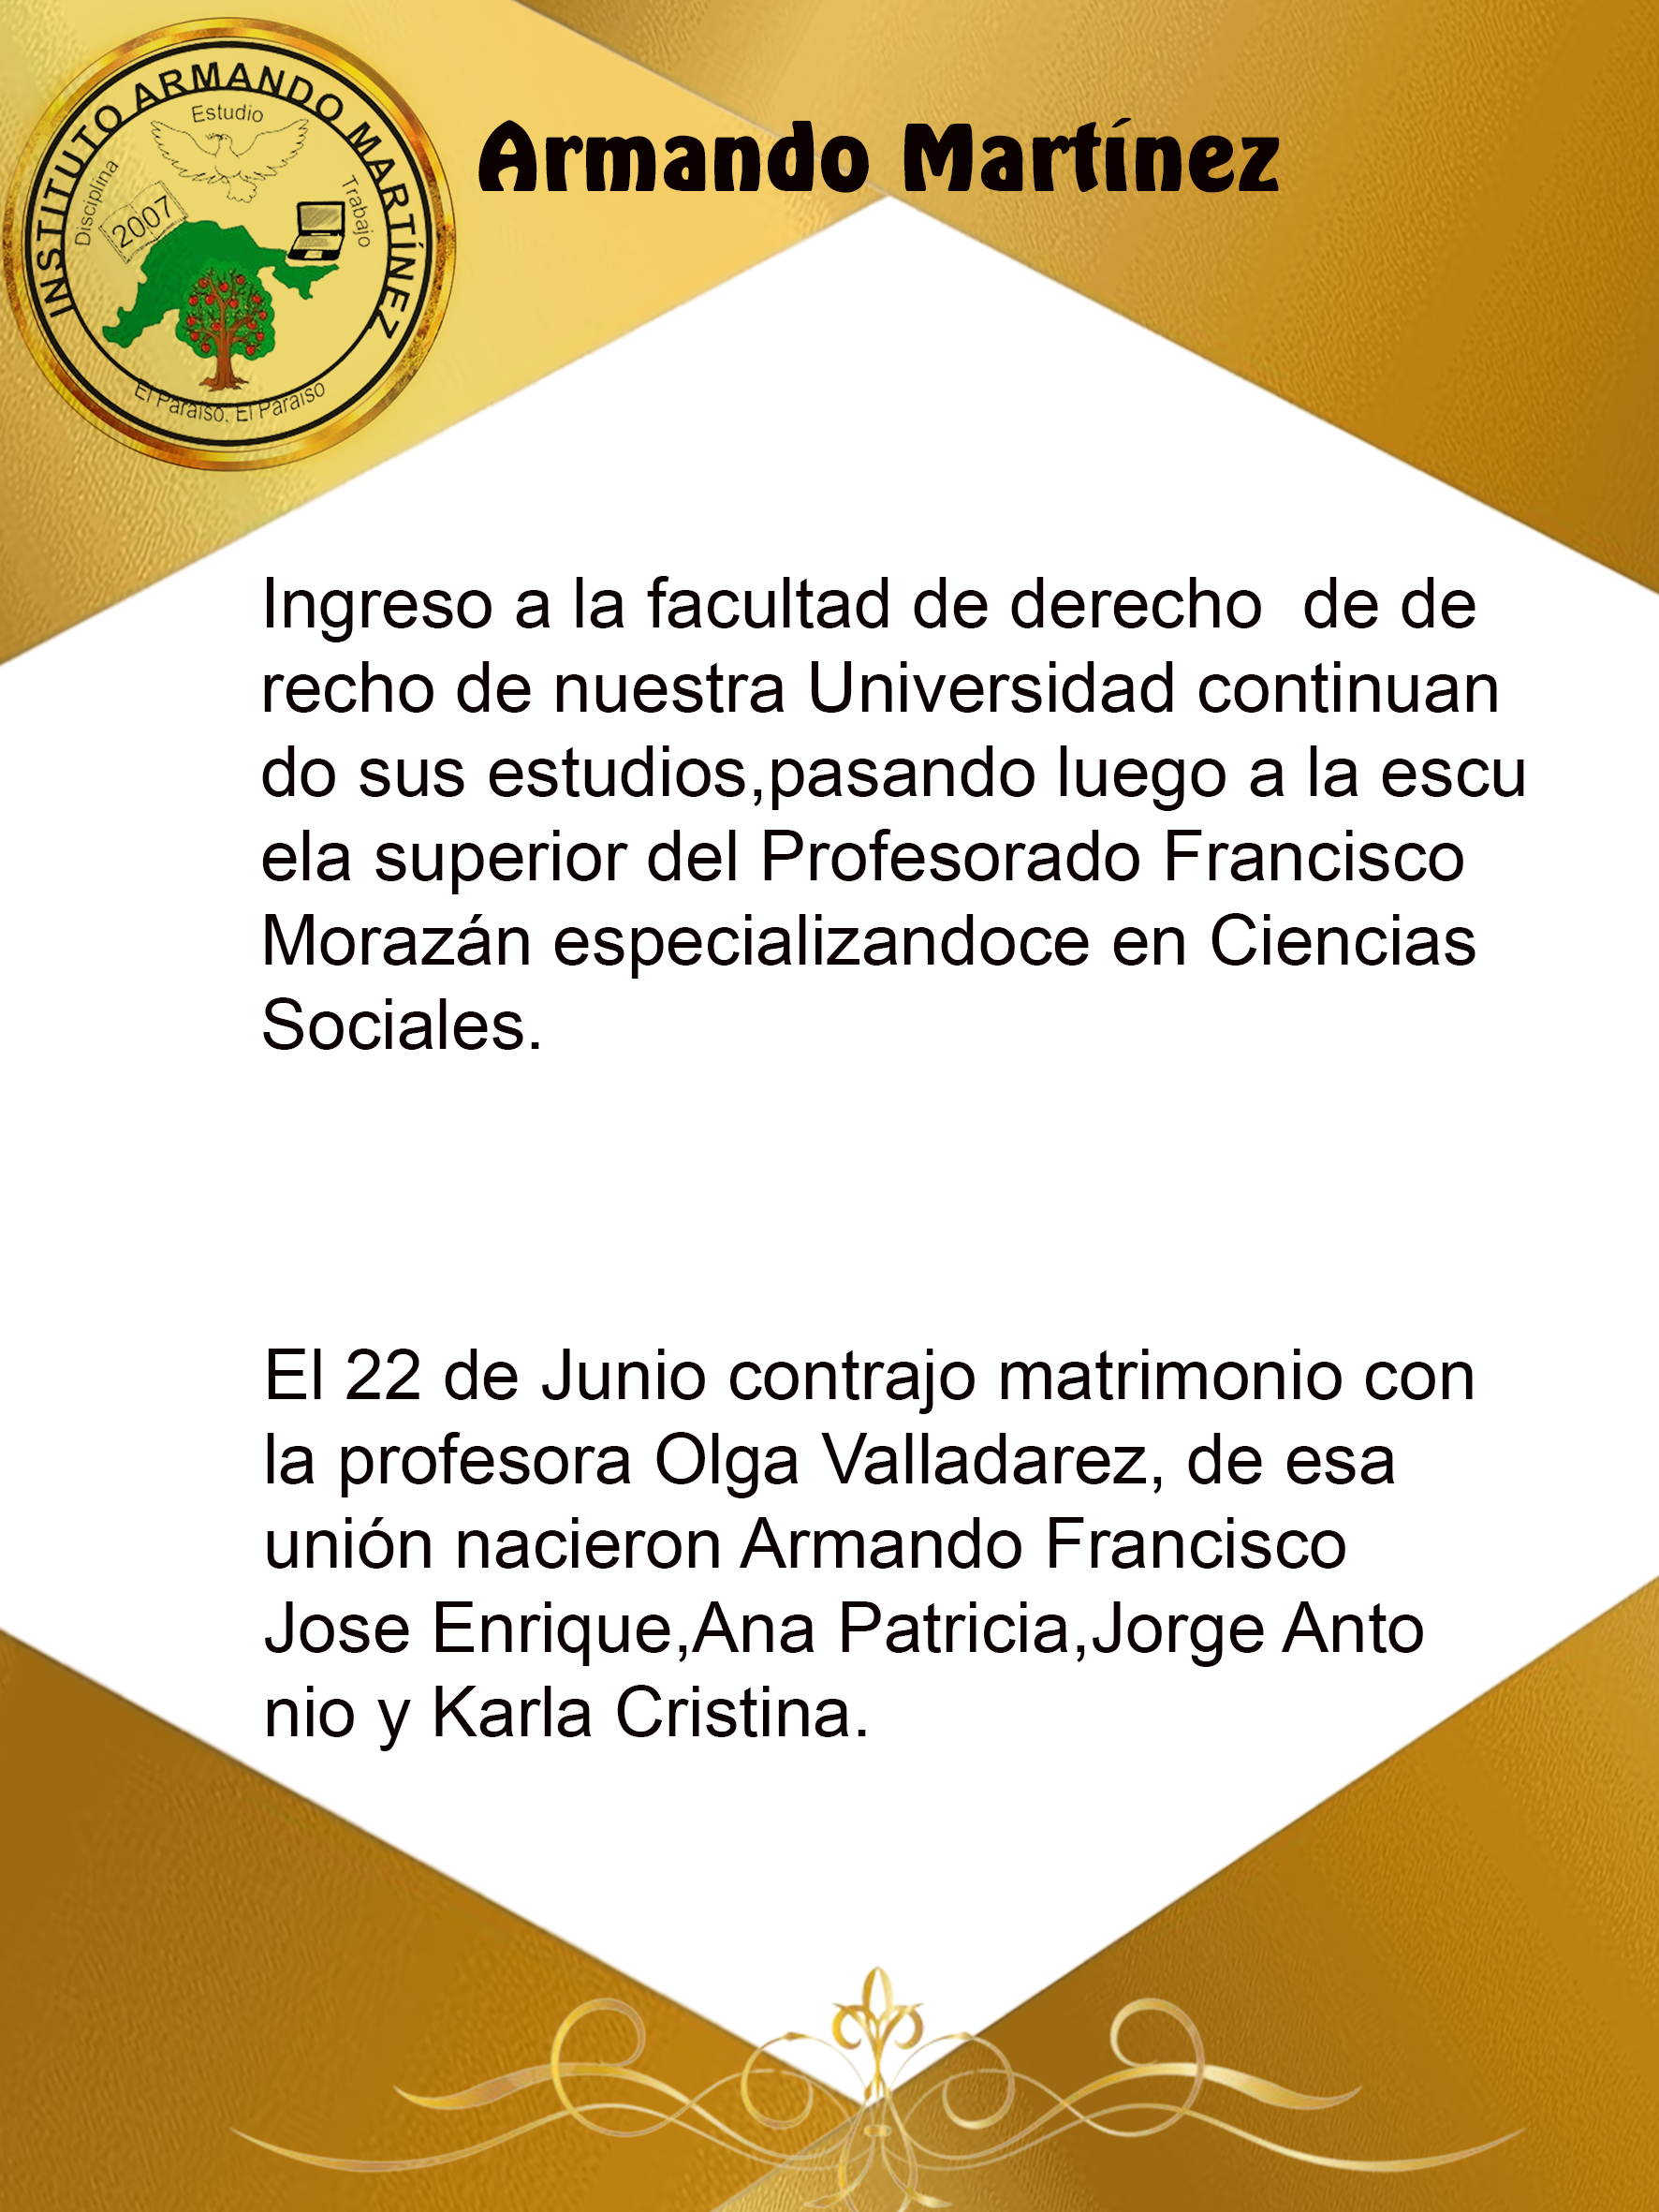 INSTITUTO ARMANDO MARTÍNEZ
Estudio
Disciplina
Trabajo
2007
El Paraíso, El Paraíso
Armando Martínez
Ingreso a la facultad de derecho  de de
recho de nuestra Universidad continuan
do sus estudios,pasando luego a la escu
ela superior del Profesorado Francisco
Morazán especializandoce en Ciencias
Sociales.
El 22 de Junio contrajo matrimonio con
la profesora Olga Valladarez, de esa
unión nacieron Armando Francisco
Jose Enrique,Ana Patricia,Jorge Anto
nio y Karla Cristina.